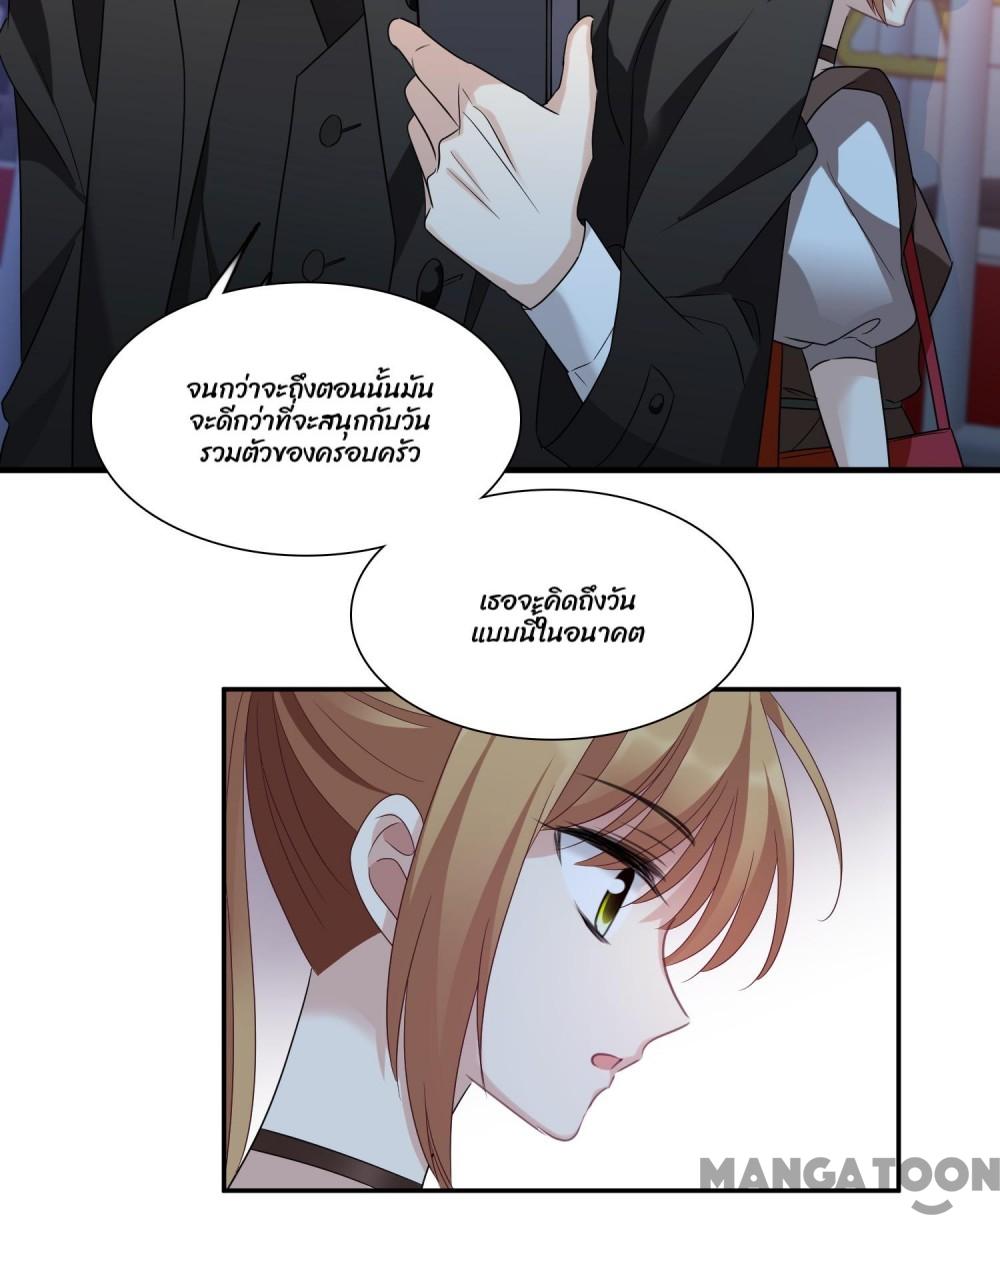 จนกว่าจะถึงตอนนั้นมัน
จะดีกว่าที่จะสนุกกับวัน
รวมตัวของครอบครัว
เธอจะคิดถึงวัน
แบบนี้ในอนาคต
MANGATOON